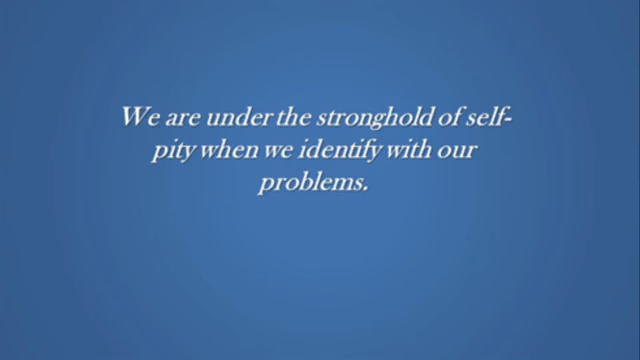 We are under the stronghold of self-
pity when we identify with our
problems.